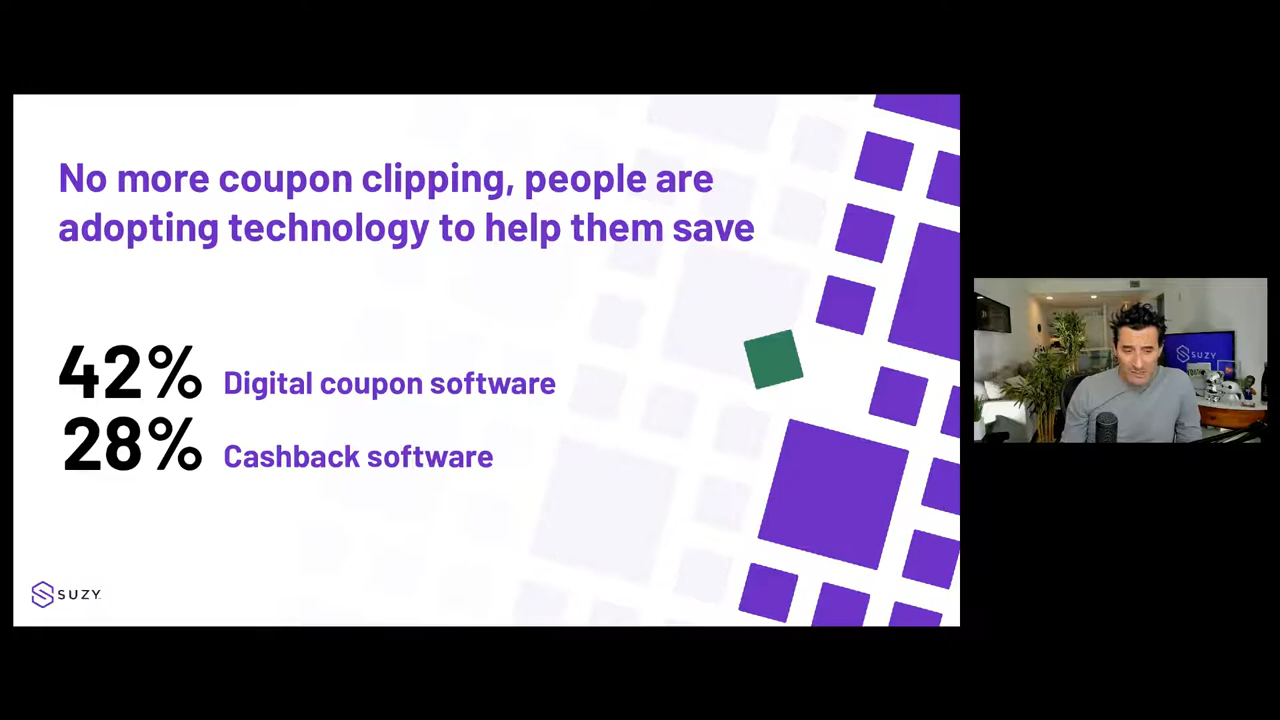 No more coupon clipping, people are
adopting technology to help them save
42% Digital coupon software
28% Cashback software
SUZY
SUZY